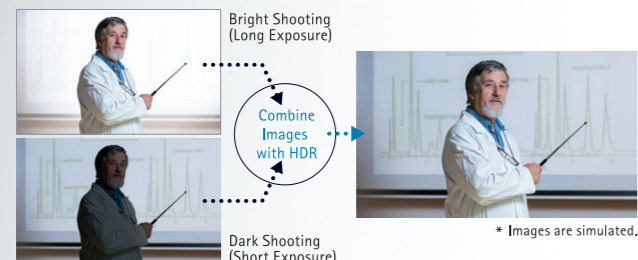 Bright Shooting
(Long Exposure)
Combine
Images
with HDR
* Images are simulated.
Dark Shooting
(Short Exposure)